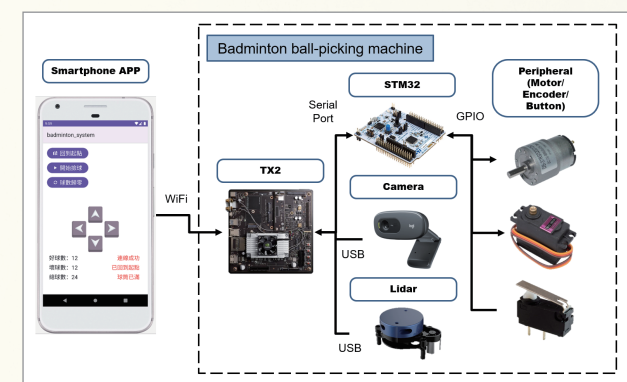 Badminton ball-picking machine
Smartphone APP
STM32
Peripheral
(Motor/
Encoder/
Button)
Serial
Port
GPIO
badminton_system
回到起點
開始撿球
球數歸零
TX2
Camera
WiFi
USB
好球數: 12
連線成功
壞球數: 12
已回到起點
總球數: 24
球筒已滿
Lidar
USB